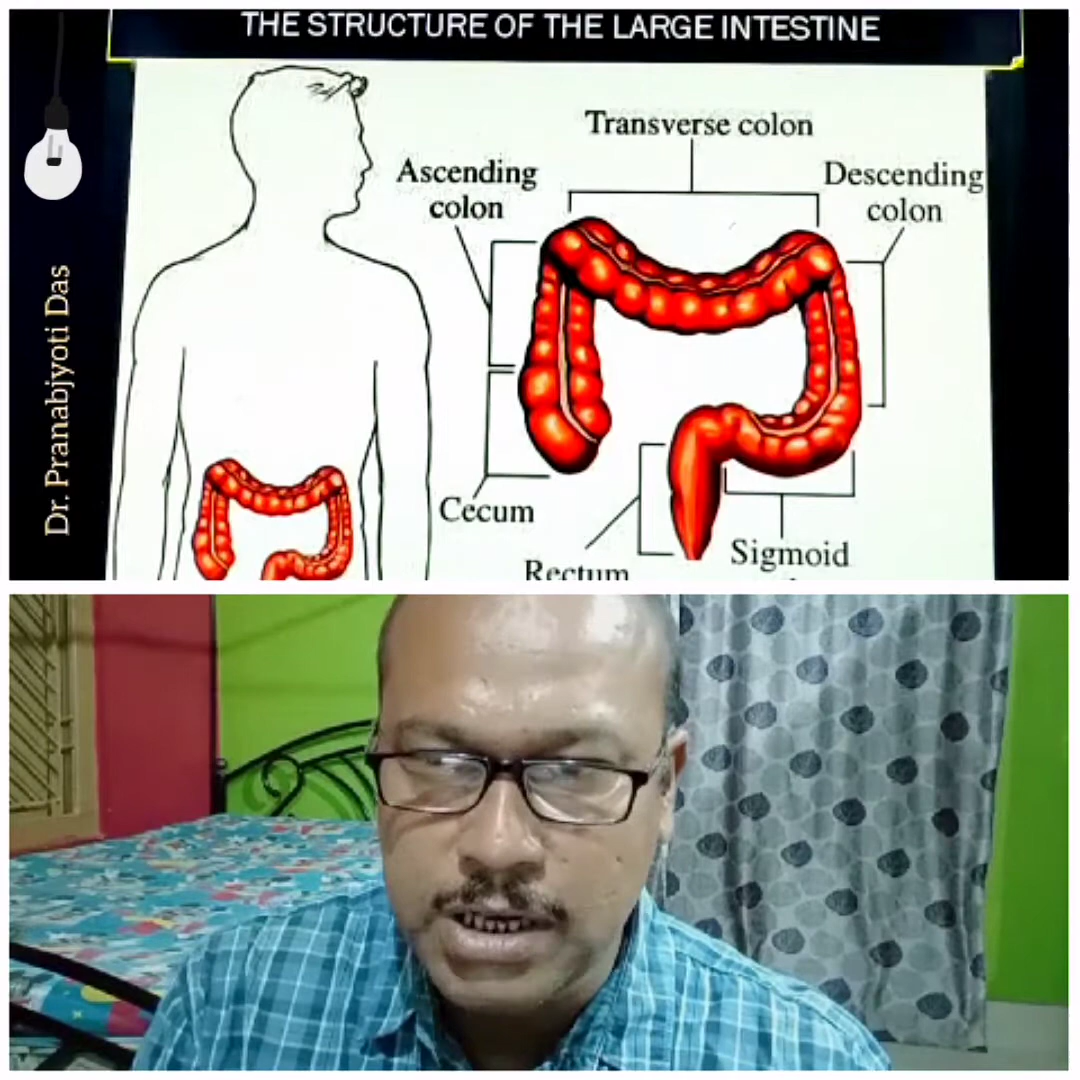 THE STRUCTURE OF THE LARGE INTESTINE
Transverse colon
Ascending
colon
Descending
colon
Cecum
Rectum
Sigmoid
Dr. Pranabjyoti Das